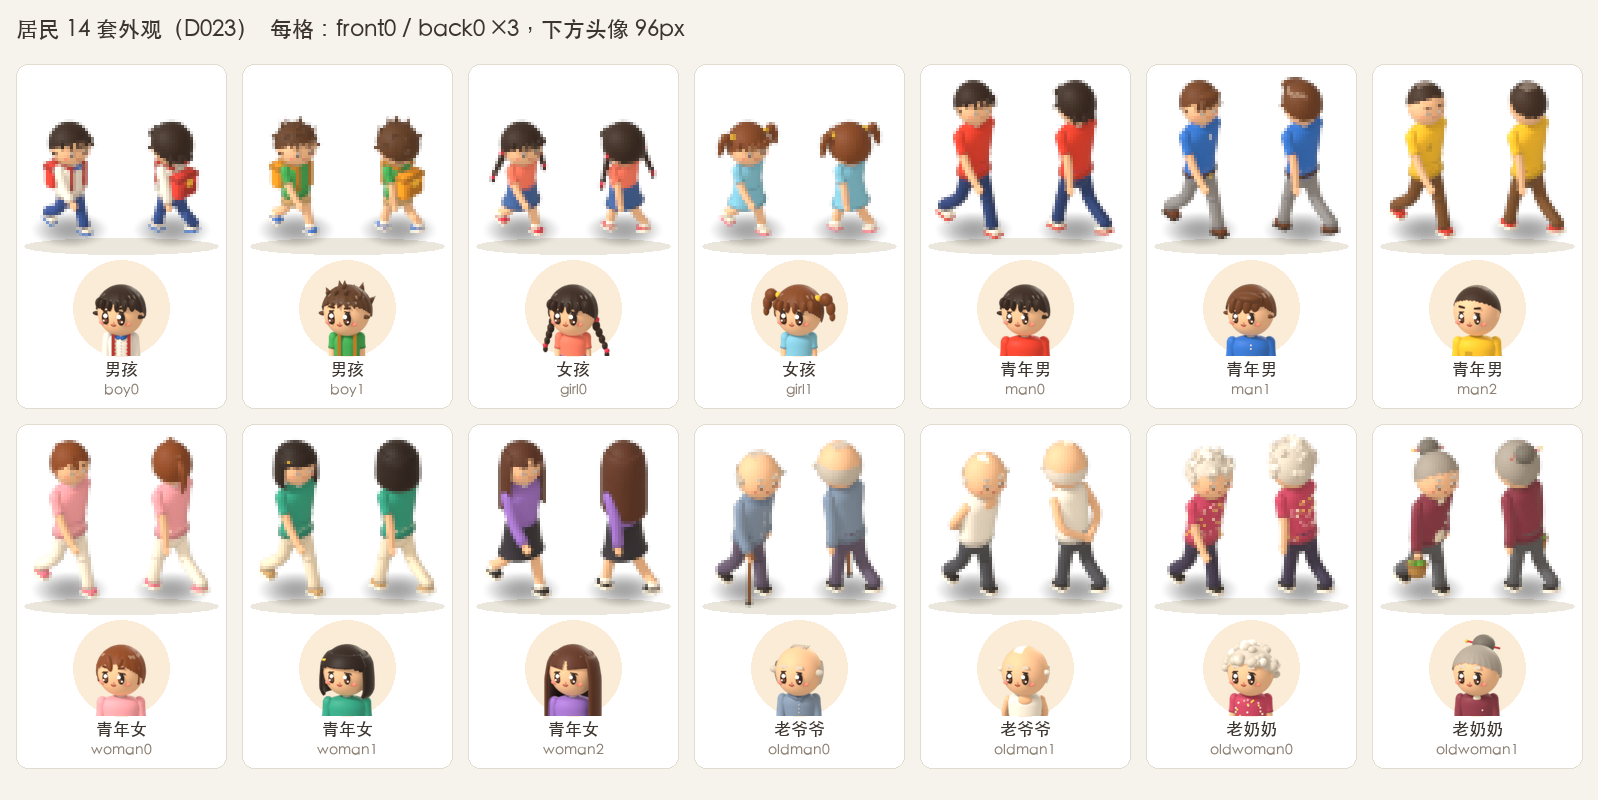 居民 14 套外观（D023） 每格：front0 / back0 ×3，下方头像 96px
男孩
boy0
男孩
boy1
女孩
girl0
女孩
girl1
青年男
man0
青年男
man1
青年男
man2
青年女
woman0
青年女
woman1
青年女
woman2
老爷爷
oldman0
老爷爷
oldman1
老奶奶
oldwoman0
老奶奶
oldwoman1